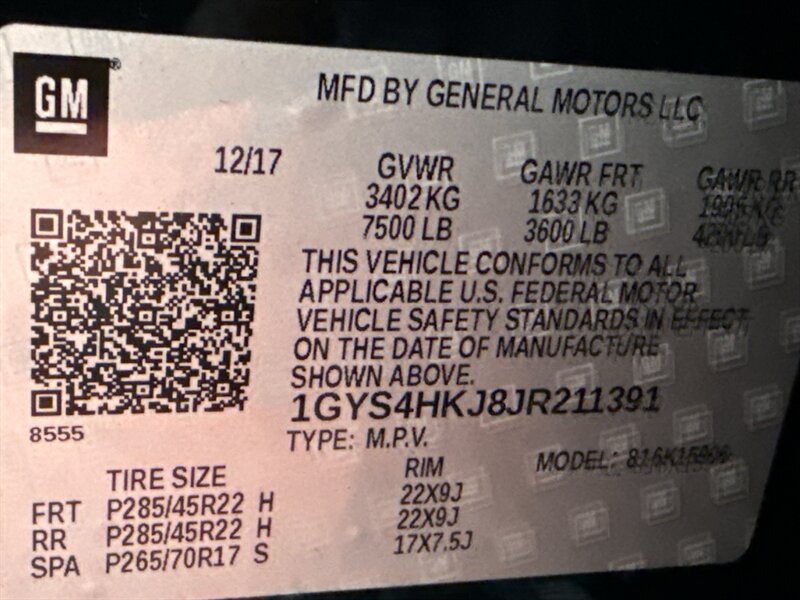 GM®
MFD BY GENERAL MOTORS LLC
12/17 GVWR GAWR FRT GAWR RR
3402 KG 1633 KG
7500 LB 3600 LB
THIS VEHICLE CONFORMS TO ALL
APPLICABLE U.S. FEDERAL MOTOR
VEHICLE SAFETY STANDARDS IN EFFECT
ON THE DATE OF MANUFACTURE
SHOWN ABOVE.
1GYS4HKJ8JR211391
8555
TYPE: M.P.V.
MODEL:
TIRE SIZE RIM
FRT P285/45R22 H 22X9J
RR P285/45R22 H 22X9J
SPA P265/70R17 S 17X7.5J